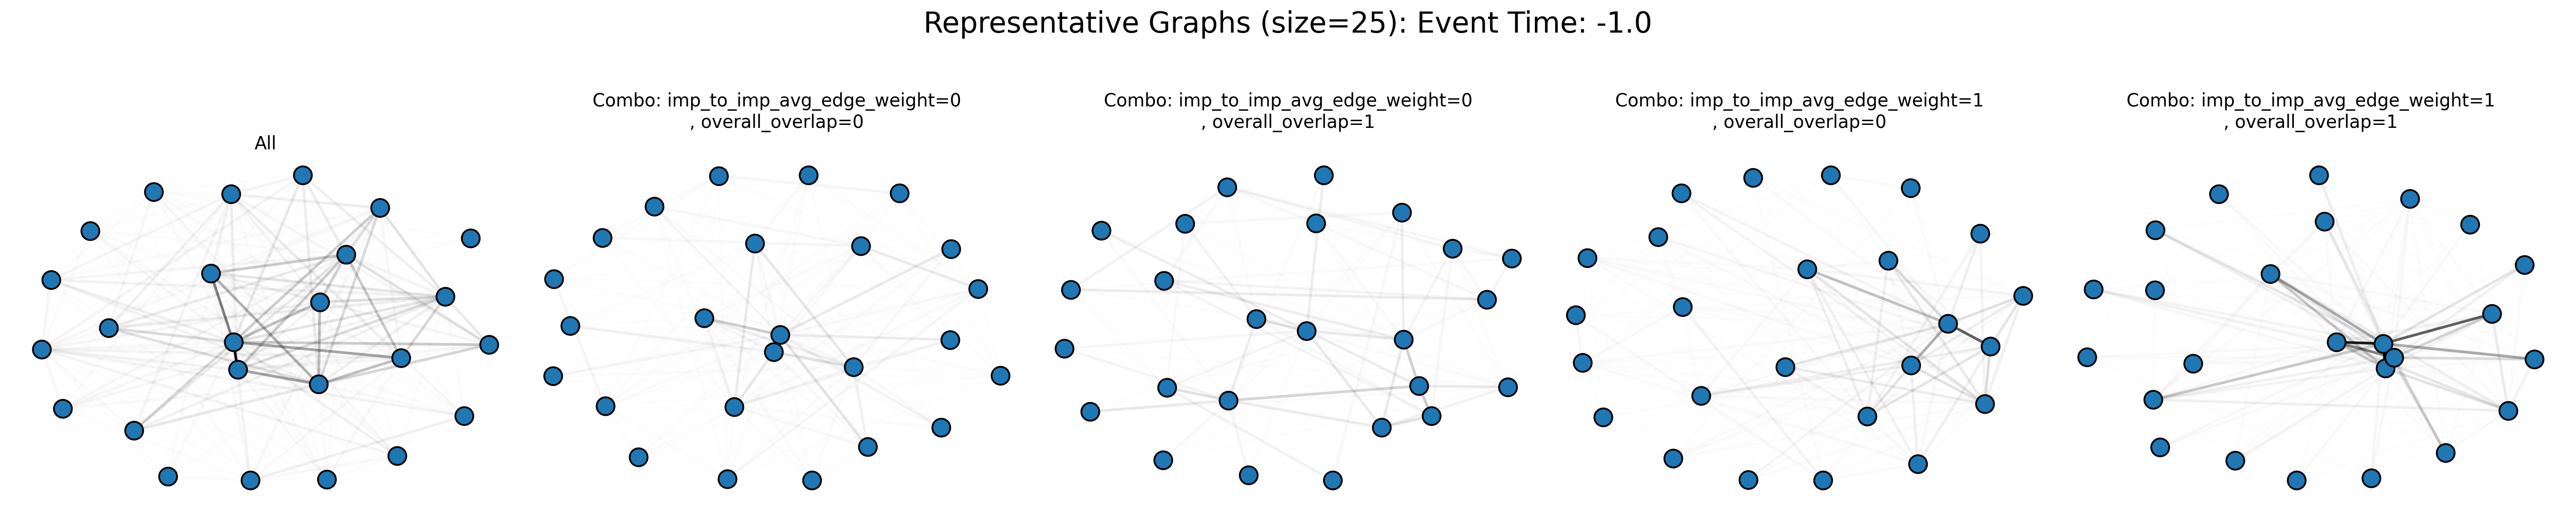 Representative Graphs (size=25): Event Time: -1.0
All
Combo: imp_to_imp_avg_edge_weight=0
, overall_overlap=0
Combo: imp_to_imp_avg_edge_weight=0
, overall_overlap=1
Combo: imp_to_imp_avg_edge_weight=1
, overall_overlap=0
Combo: imp_to_imp_avg_edge_weight=1
, overall_overlap=1